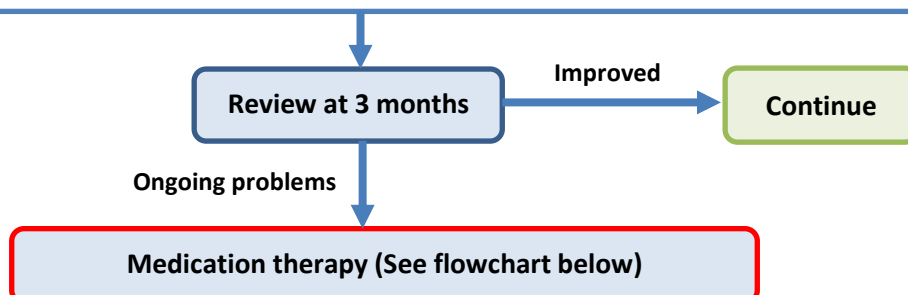 Improved
Review at 3 months
Continue
Ongoing problems
Medication therapy (See flowchart below)